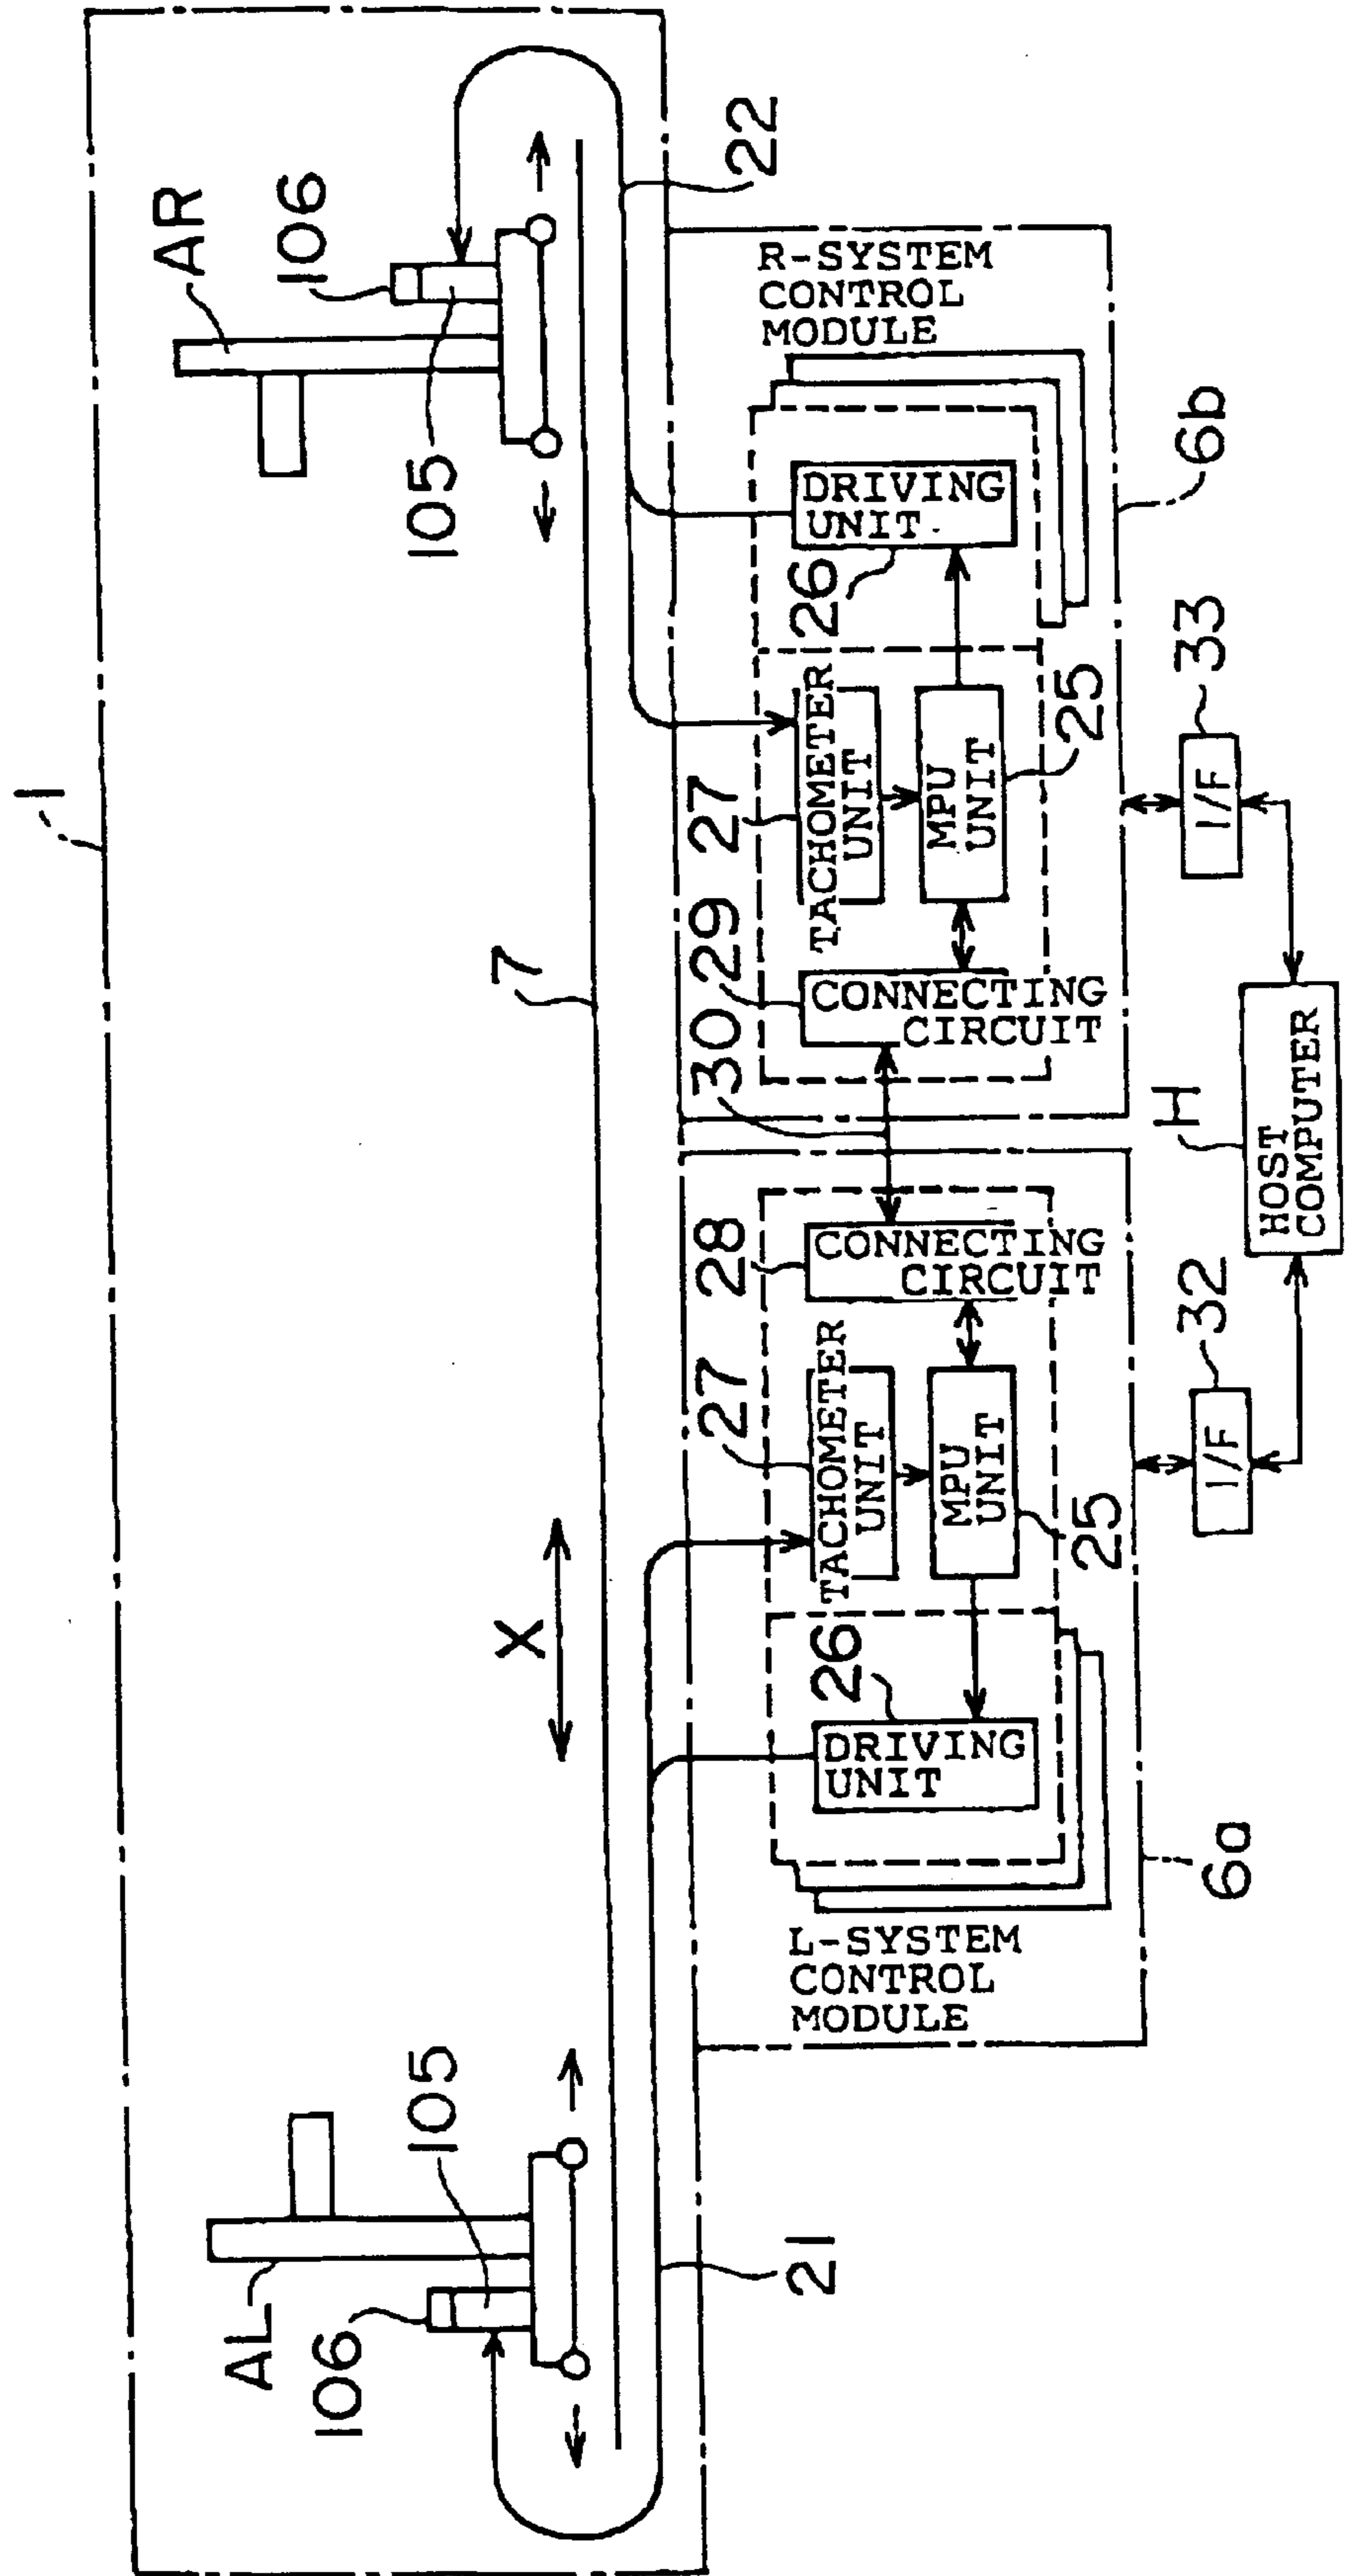 1
AL
106
105
21
X
7
AR
106
105
22
L-SYSTEM
CONTROL
MODULE
6a
DRIVING
UNIT
26
27
TACHOMETER
UNIT
MPU
UNIT
25
28
CONNECTING
CIRCUIT
30
29
CONNECTING
CIRCUIT
27
TACHOMETER
UNIT
MPU
UNIT
25
26
DRIVING
UNIT
R-SYSTEM
CONTROL
MODULE
6b
32
I/F
H
HOST
COMPUTER
33
I/F